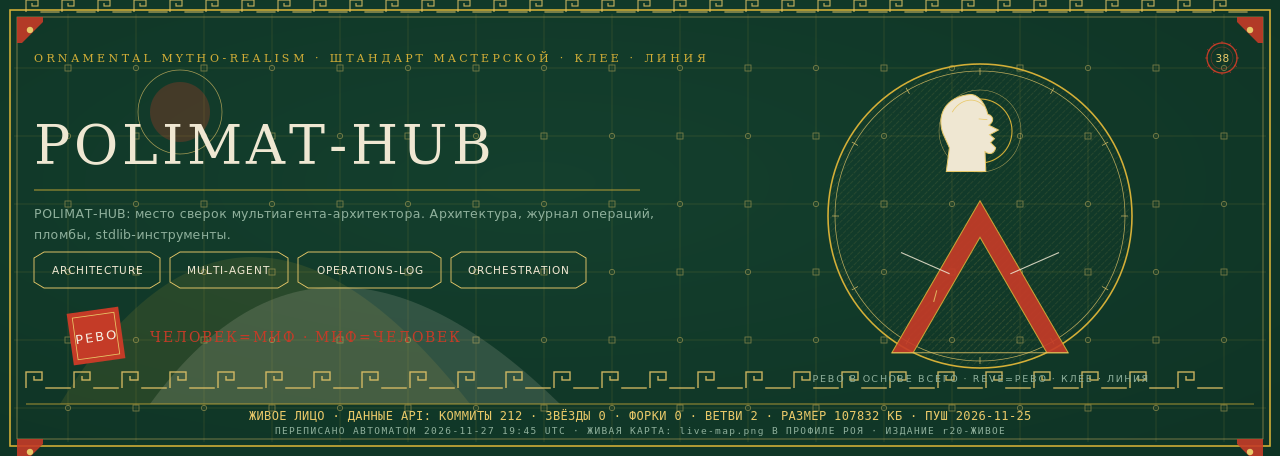 ORNAMENTAL MYTHO-REALISM · ШТАНДАРТ МАСТЕРСКОЙ · КЛЕЕ · ЛИНИЯ
38
POLIMAT-HUB
POLIMAT-HUB: место сверок мультиагента-архитектора. Архитектура, журнал операций,
пломбы, stdlib-инструменты.
ARCHITECTURE
MULTI-AGENT
OPERATIONS-LOG
ORCHESTRATION
РЕВО
ЧЕЛОВЕК=МИФ · МИФ=ЧЕЛОВЕК
РЕВО В ОСНОВЕ ВСЕГО · REVE=РЕВО · КЛЕЕ · ЛИНИЯ
ЖИВОЕ ЛИЦО · ДАННЫЕ API: КОММИТЫ 212 · ЗВЁЗДЫ 0 · ФОРКИ 0 · ВЕТВИ 2 · РАЗМЕР 107832 КБ · ПУШ 2026-11-25
ПЕРЕПИСАНО АВТОМАТОМ 2026-11-27 19:45 UTC · ЖИВАЯ КАРТА: live-map.png В ПРОФИЛЕ РОЯ · ИЗДАНИЕ r20-ЖИВОЕ